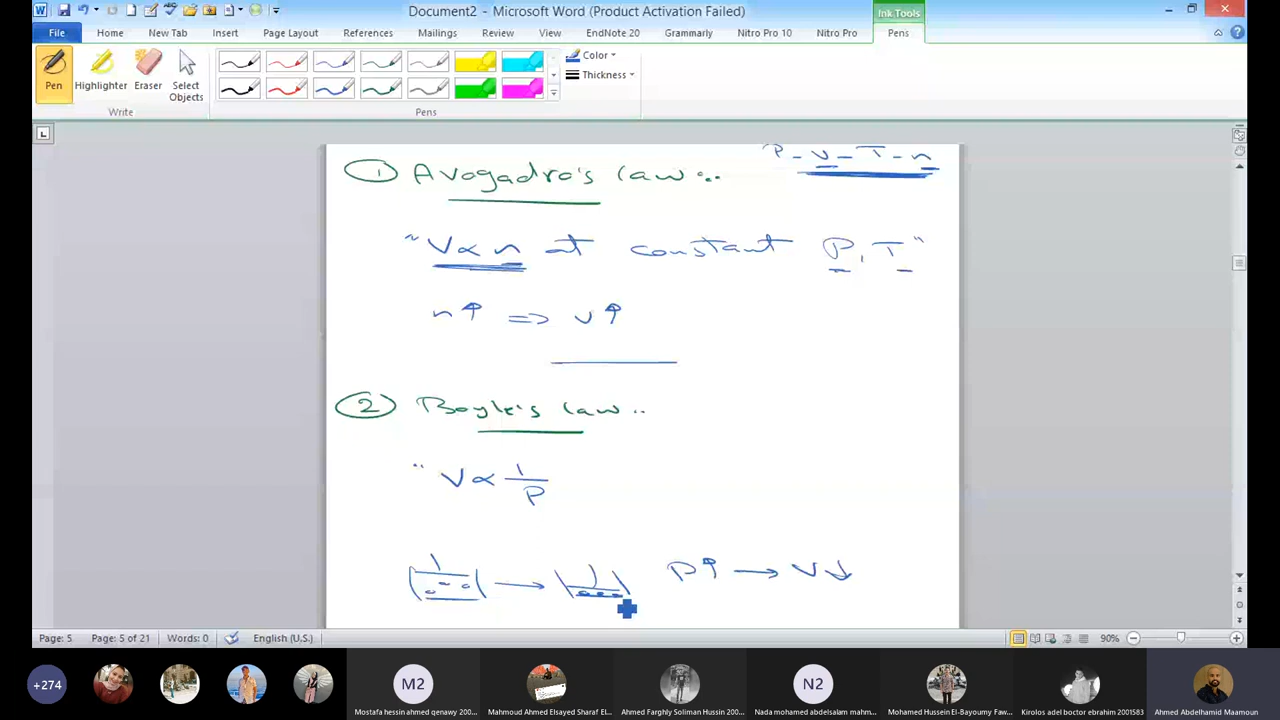 Document2 - Microsoft Word (Product Activation Failed)
Ink Tools
File Home New Tab Insert Page Layout References Mailings Review View EndNote 20 Grammarly Nitro Pro 10 Nitro Pro Pens
Pen Highlighter Eraser Select Objects
Color
Thickness
Write Pens
P - V - T - n
① Avogadro's law ...
"V ∝ n at constant P, T"
n↑ => V↑
② Boyle's law ..
" V ∝ 1/P
P↑ → V↓
Page: 5 Page: 5 of 21 Words: 0 English (U.S.) 90%
+274 M2 N2
Mostafa hessin ahmed qenawy 200... Mahmoud Ahmed Elsayed Sharaf El... Ahmed Farghly Soliman Hussin 200... Nada mohamed abdelsalam mahm... Mohamed Hussein El-Bayoumy Faw... Kirolos adel boctor ebrahim 2001583 Ahmed Abdelhamid Maamoun